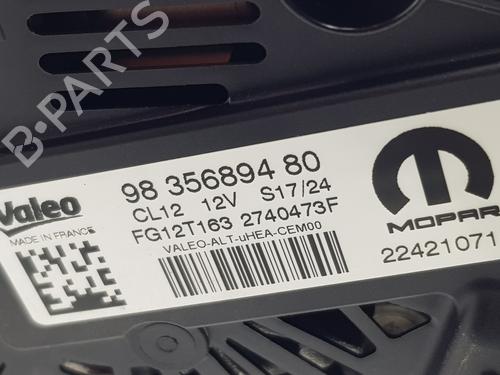 B-PARTS
Valeo
MADE IN FRANCE
98 356894 80
CL12 12V S17/24
FG12T163 2740473F
VALEO-ALT-uHEA-CEM00
MOPAR
22421071